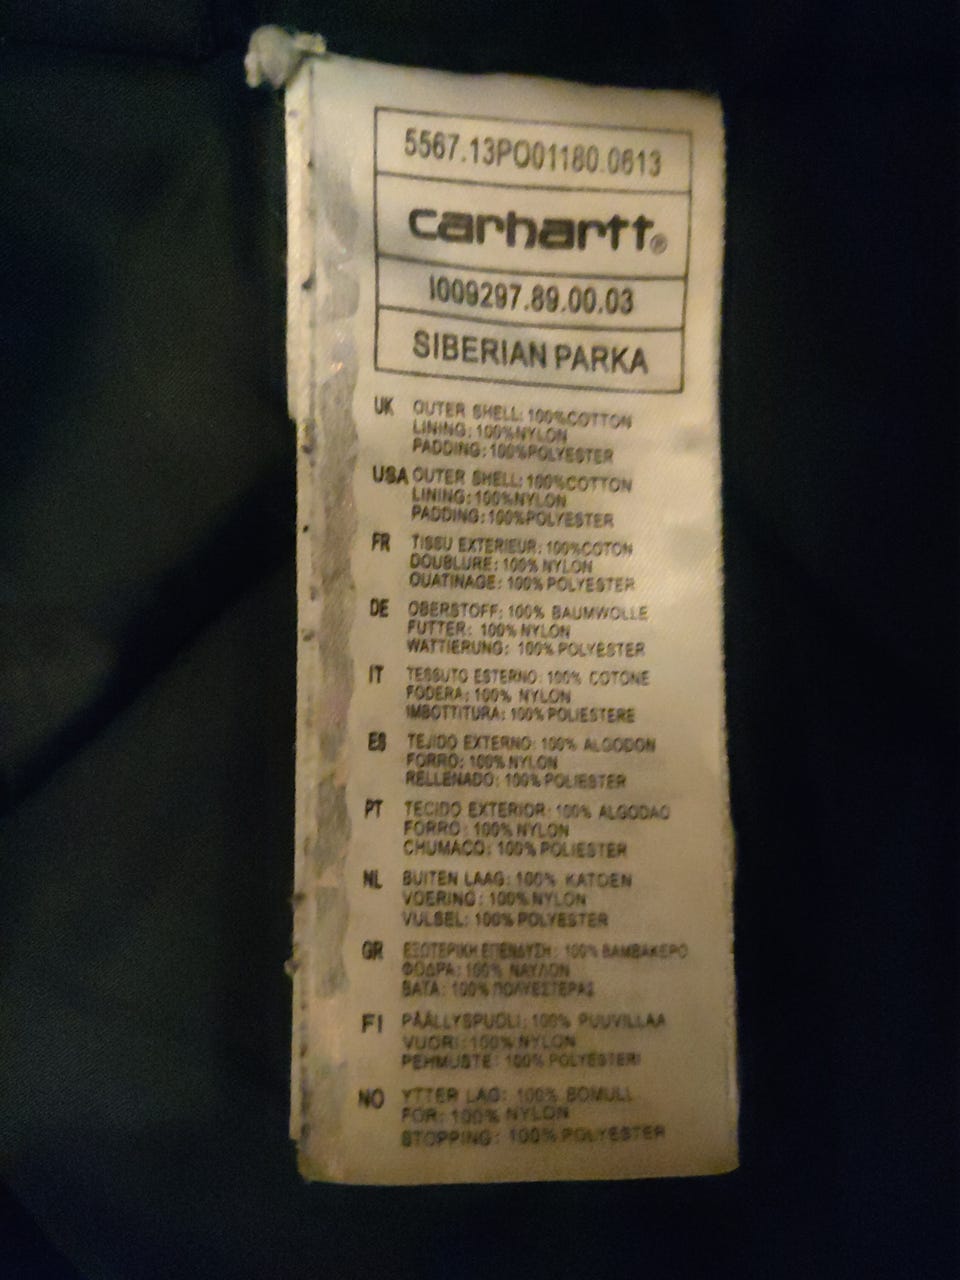 5567.13PO01180.0613
carhartt®
I009297.89.00.03
SIBERIAN PARKA
UK OUTER SHELL: 100%COTTON
LINING: 100%NYLON
PADDING: 100%POLYESTER
USA OUTER SHELL: 100%COTTON
LINING: 100%NYLON
PADDING: 100%POLYESTER
FR TISSU EXTERIEUR: 100%COTON
DOUBLURE: 100% NYLON
OUATINAGE: 100% POLYESTER
DE OBERSTOFF: 100% BAUMWOLLE
FUTTER: 100% NYLON
WATTIERUNG: 100% POLYESTER
IT TESSUTO ESTERNO: 100% COTONE
FODERA: 100% NYLON
IMBOTTITURA: 100% POLIESTERE
ES TEJIDO EXTERNO: 100% ALGODON
FORRO: 100% NYLON
RELLENADO: 100% POLIESTER
PT TECIDO EXTERIOR: 100% ALGODAO
FORRO: 100% NYLON
CHUMACO: 100% POLIESTER
NL BUITEN LAAG: 100% KATOEN
VOERING: 100% NYLON
VULSEL: 100% POLYESTER
GR ΕΞΩΤΕΡΙΚΗ ΕΠΕΝΔΥΣΗ: 100% ΒΑΜΒΑΚΕΡΟ
ΦΟΔΡΑ: 100% ΝΑΥΛΟΝ
ΒΑΤΑ: 100% ΠΟΛΥΕΣΤΕΡΑΣ
FI PÄÄLLYSPUOLI: 100% PUUVILLAA
VUORI: 100% NYLON
PEHMUSTE: 100% POLYESTERI
NO YTTER LAG: 100% BOMULL
FOR: 100% NYLON
STOPPING: 100% POLYESTER